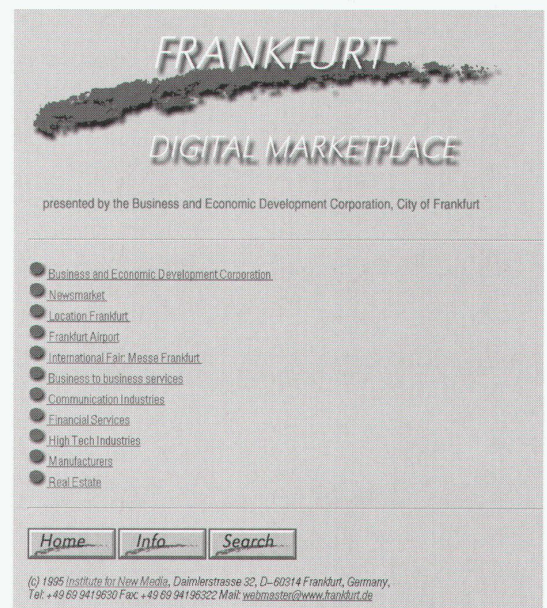 FRANKFURT
DIGITAL MARKETPLACE
presented by the Business and Economic Development Corporation, City of Frankfurt
Business and Economic Development Corporation
Newsmarket
Location Frankfurt
Frankfurt Airport
International Fair: Messe Frankfurt
Business to business services
Communication Industries
Financial Services
High Tech Industries
Manufacturers
Real Estate
Home Info Search
(c) 1995 Institute for New Media, Daimlerstrasse 32, D-60314 Frankfurt, Germany,
Tel: +49 69 9419630 Fax: +49 69 94196322 Mail: webmaster@www.frankfurt.de